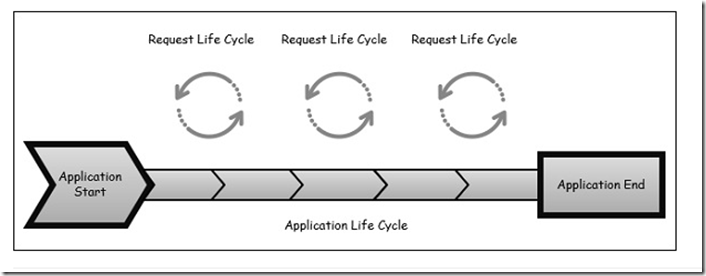 Request Life Cycle
Request Life Cycle
Request Life Cycle
Application
Start
Application End
Application Life Cycle